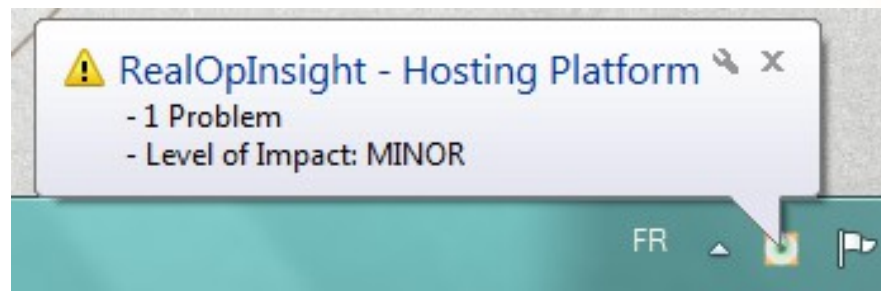 RealOpInsight - Hosting Platform
- 1 Problem
- Level of Impact: MINOR
FR